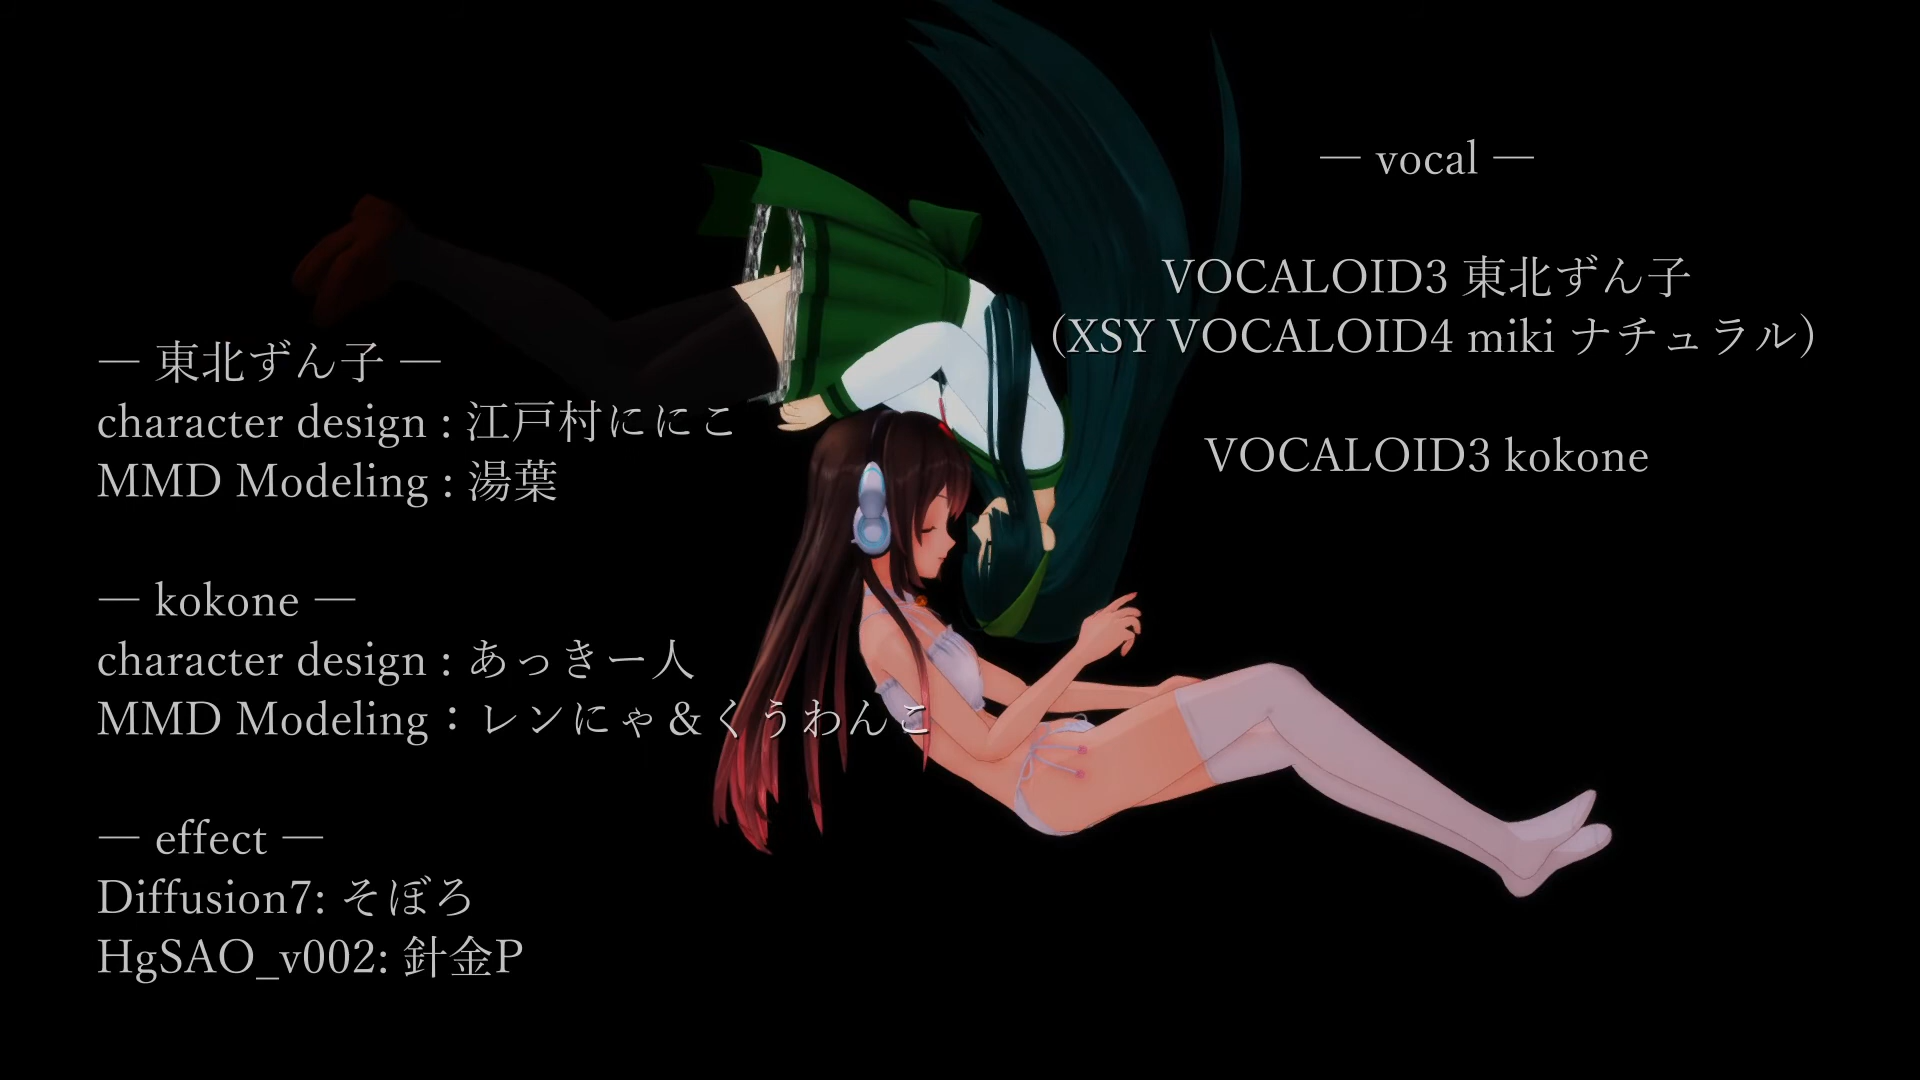 ― 東北ずん子 ―
character design : 江戸村ににこ
MMD Modeling : 湯葉
― kokone ―
character design : あっきー人
MMD Modeling：レンにゃ＆くうわんこ
― effect ―
Diffusion7: そぼろ
HgSAO_v002: 針金P
― vocal ―
VOCALOID3 東北ずん子
(XSY VOCALOID4 miki ナチュラル)
VOCALOID3 kokone